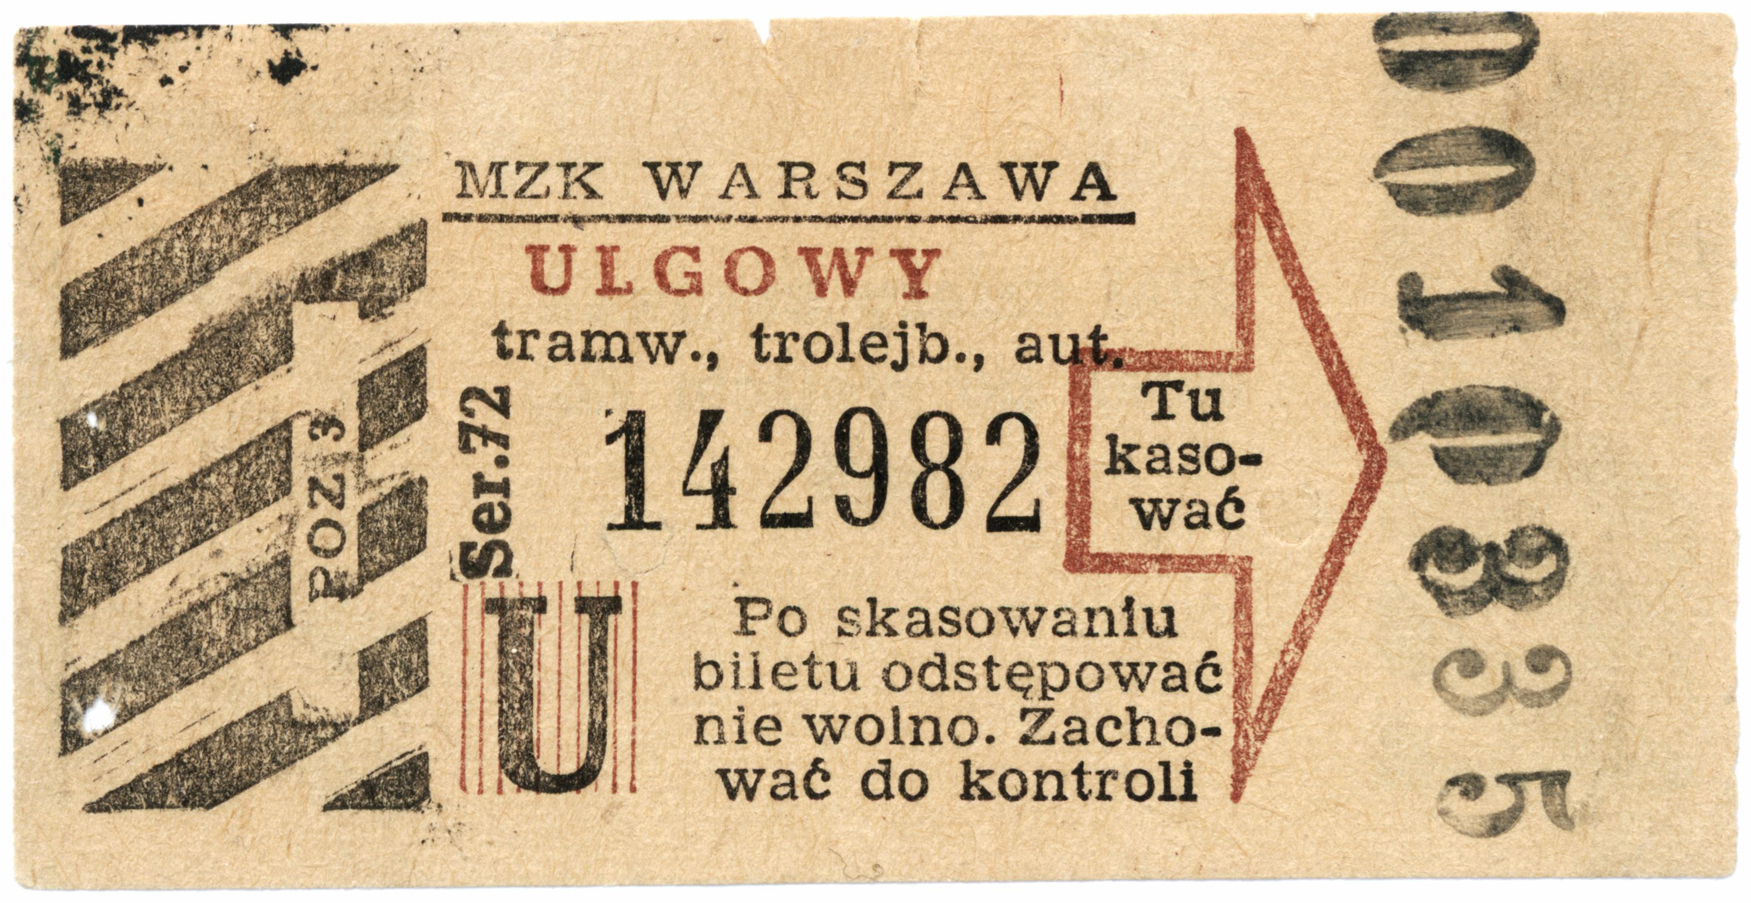 MZK WARSZAWA
ULGOWY
tramw., trolejb., aut.
Ser.72
142982
Tu
kaso-
wać
POZ 3
U
Po skasowaniu
biletu odstępować
nie wolno. Zacho-
wać do kontroli
0010835